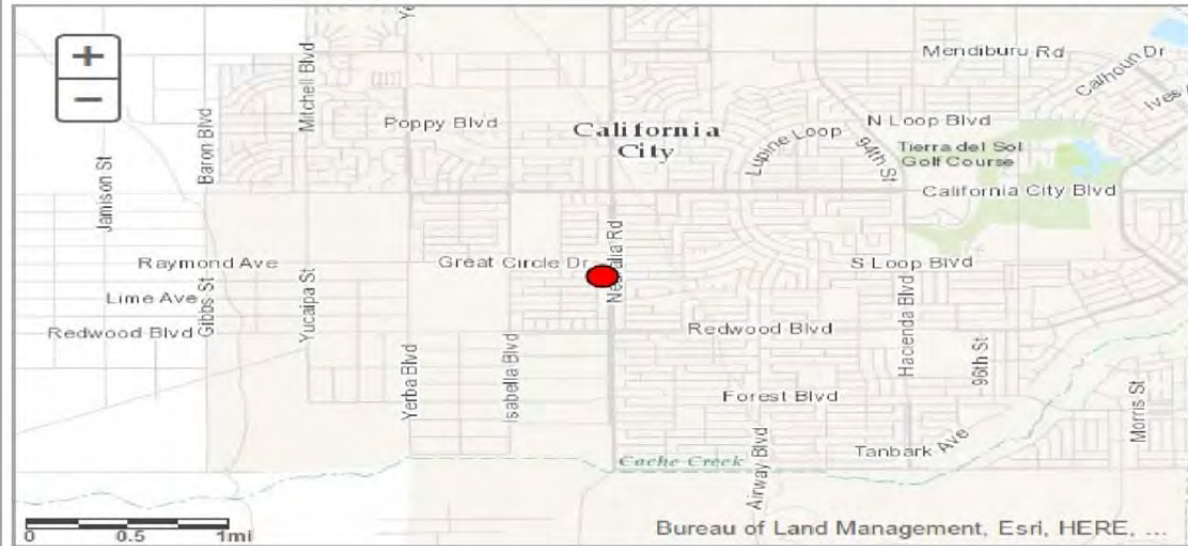 +
−
Mitchell Blvd
Mendiburu Rd
Calhoun Dr
Baron Blvd
Poppy Blvd
California
City
Lupine Loop
N Loop Blvd
94th St
Tierra del Sol
Golf Course
Jamison St
California City Blvd
Raymond Ave
Great Circle Dr
S Loop Blvd
Lime Ave
Gibbs St
Yucaipa St
Hacienda Blvd
Redwood Blvd
Redwood Blvd
Yerba Blvd
Isabella Blvd
96th St
Forest Blvd
Morris St
Tanbark Ave
Cache Creek
Airway Blvd
0 0.5 1mi
Bureau of Land Management, Esri, HERE, ...